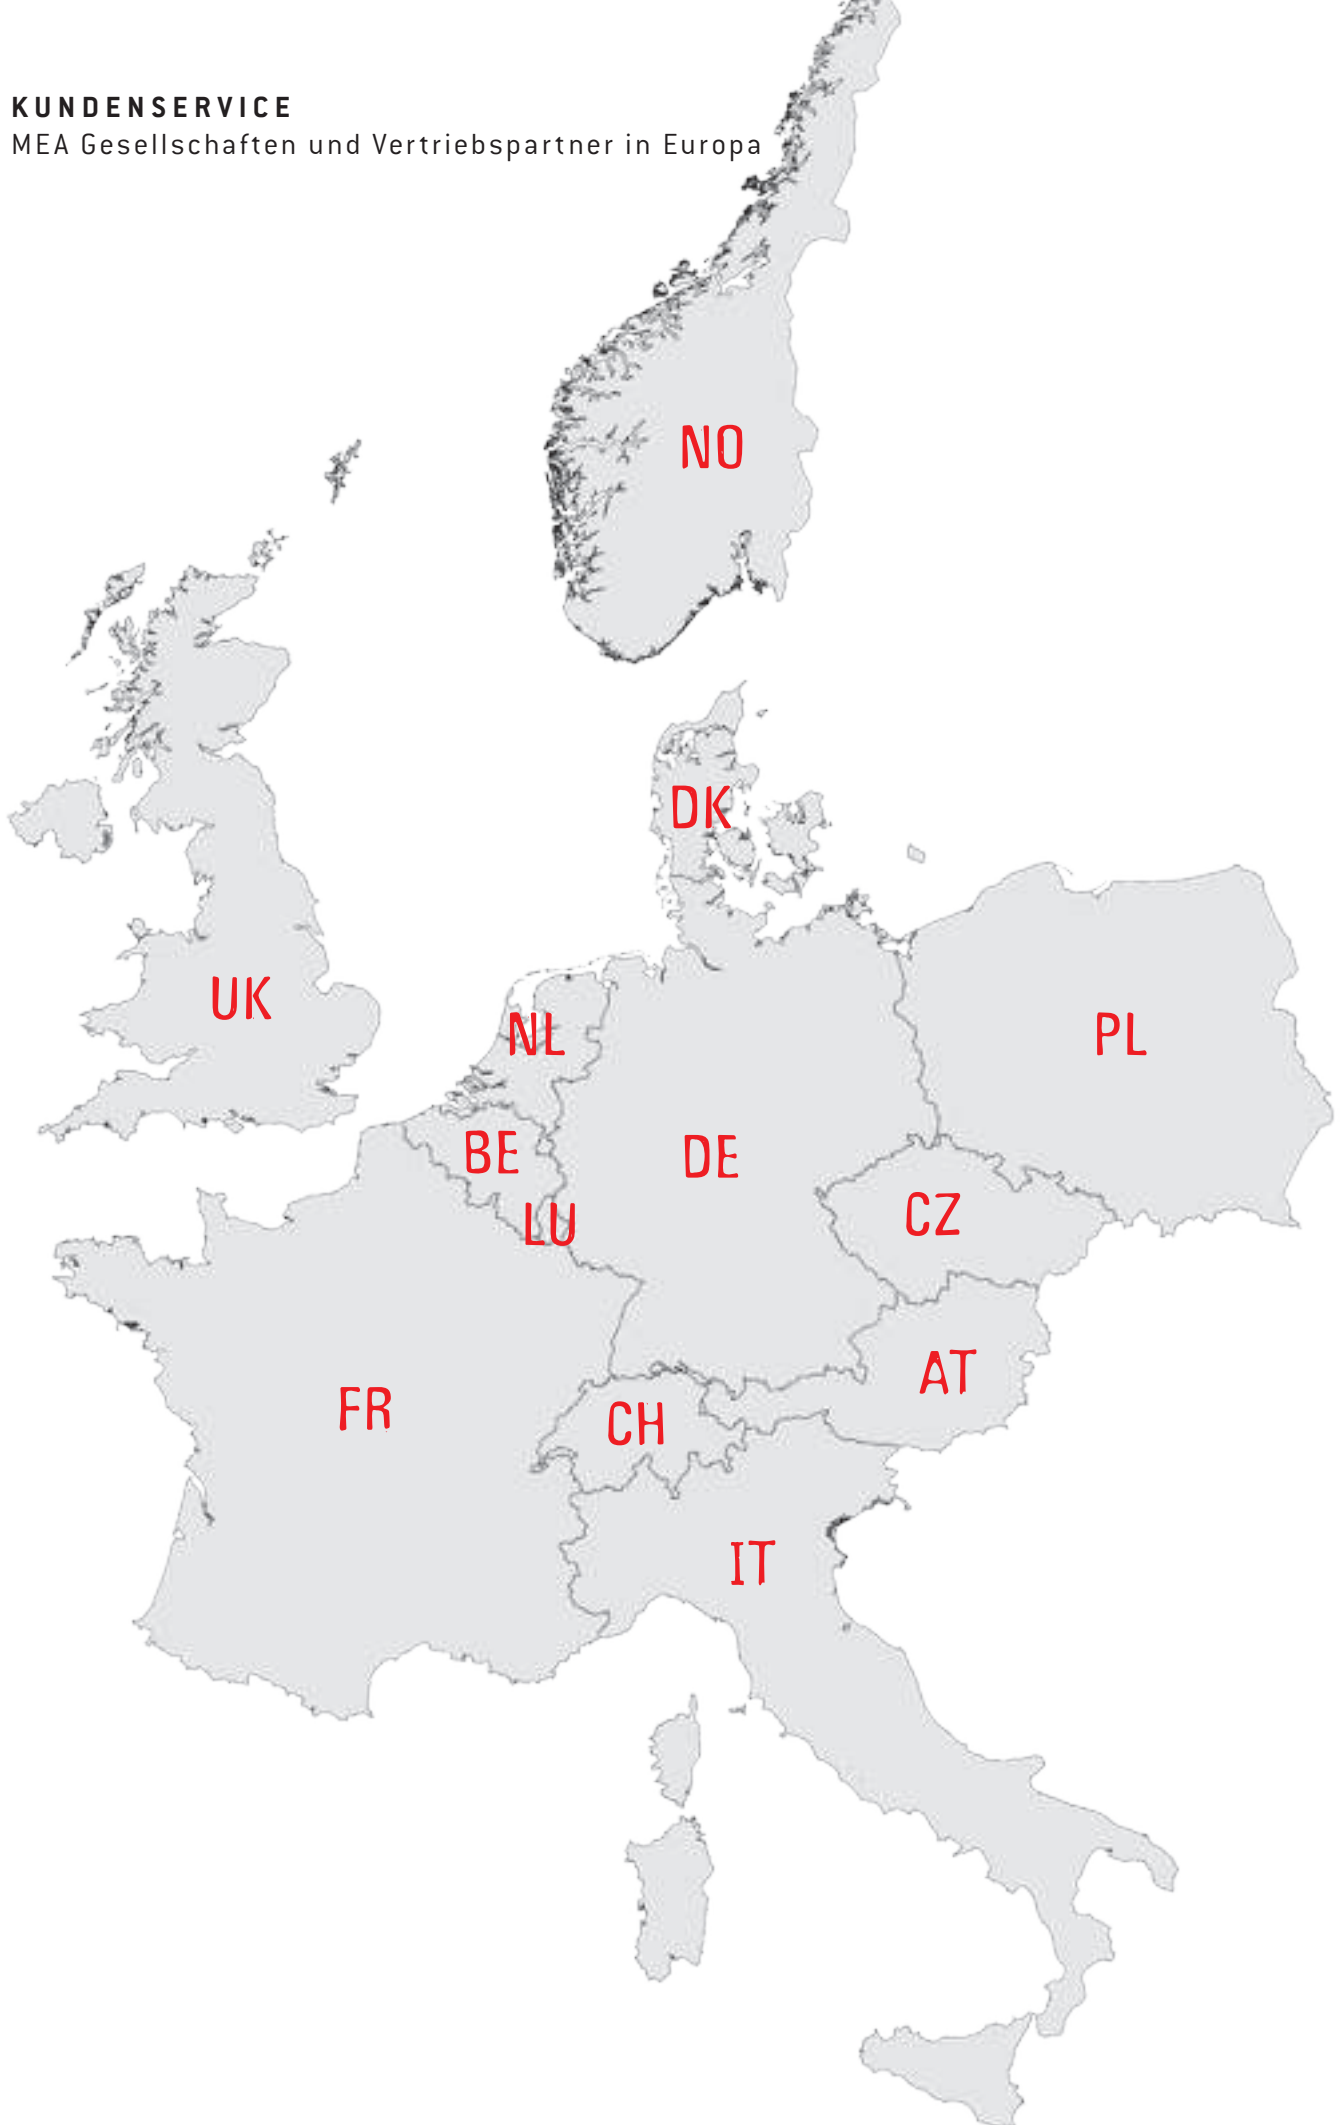 KUNDENSERVICE
MEA Gesellschaften und Vertriebspartner in Europa
NO
DK
UK
NL
PL
BE
DE
LU
CZ
AT
FR
CH
IT